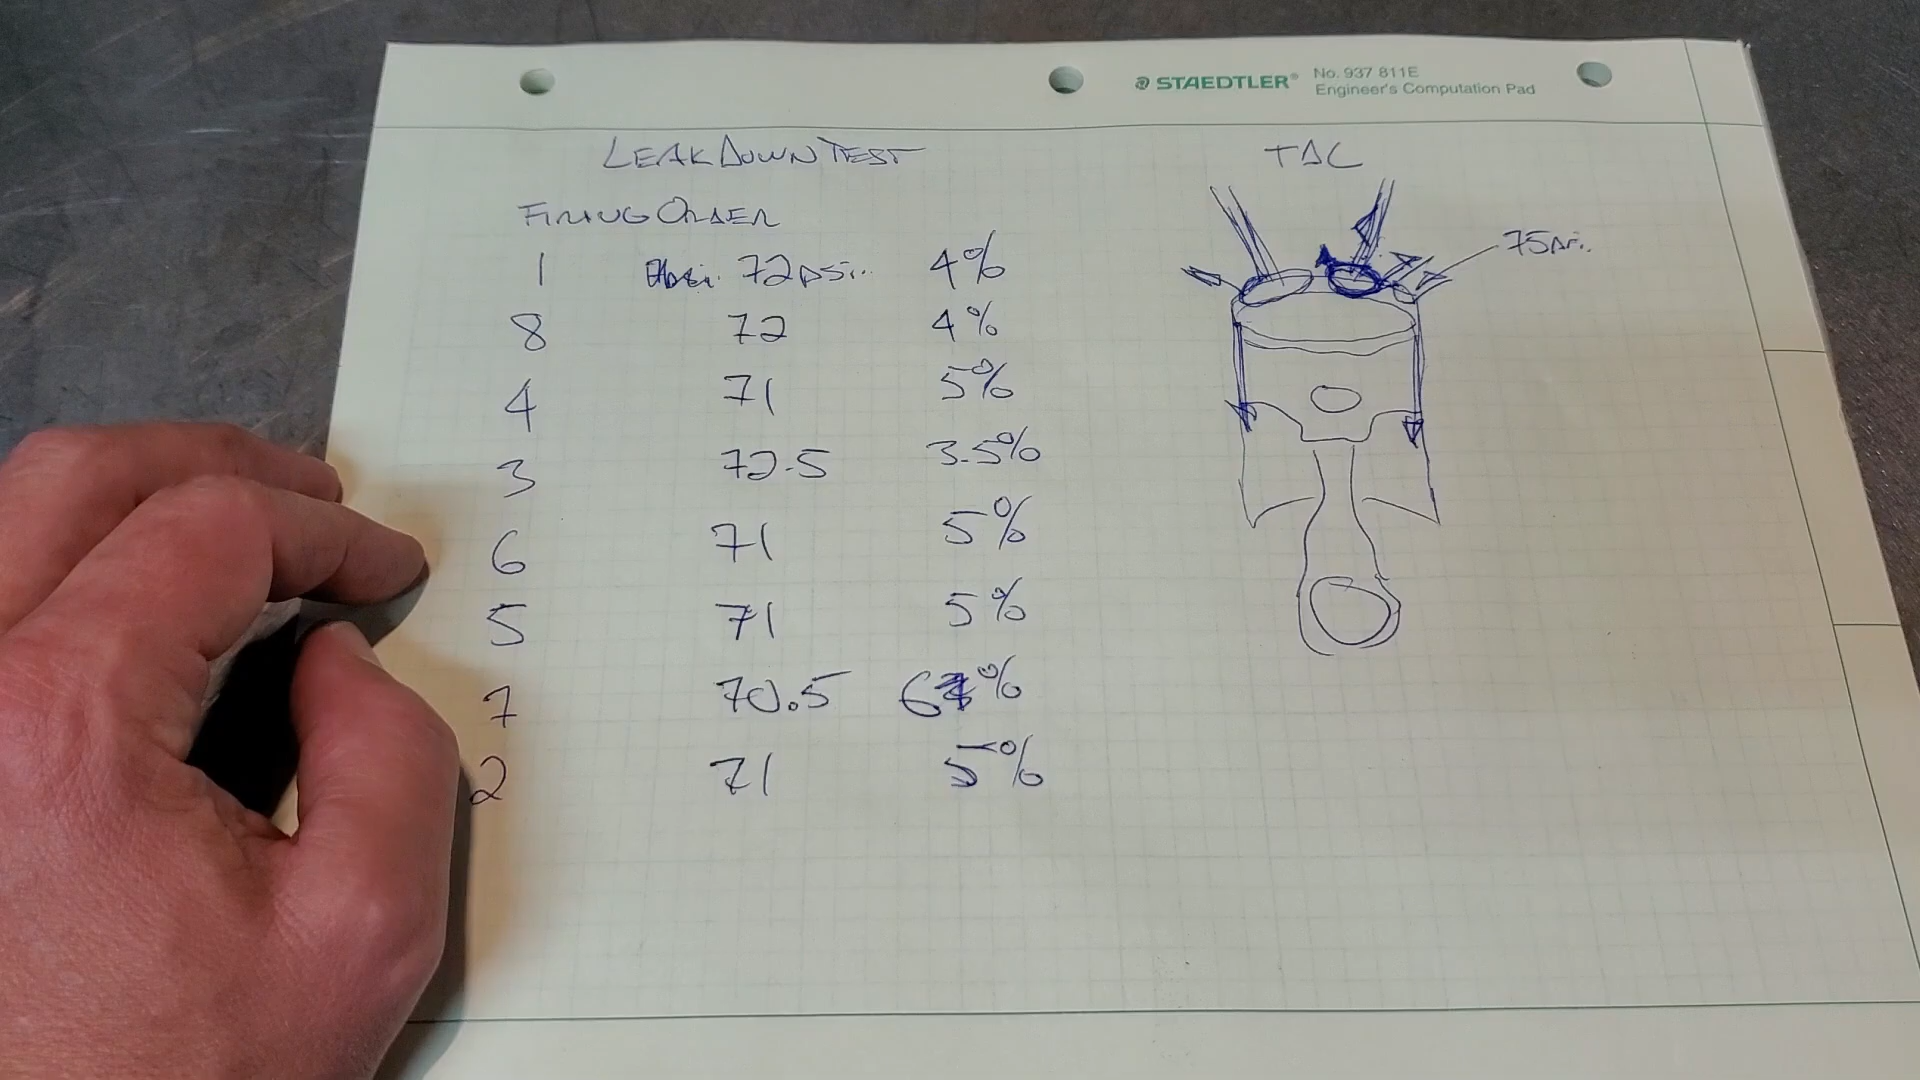 STAEDTLER® No. 937 811E
Engineer's Computation Pad
LEAKDOWN TEST
TDC
FIRING ORDER
75psi.
1 72psi. 4%
8 72 4%
4 71 5%
3 72.5 3.5%
6 71 5%
5 71 5%
7 70.5 6%
2 71 5%